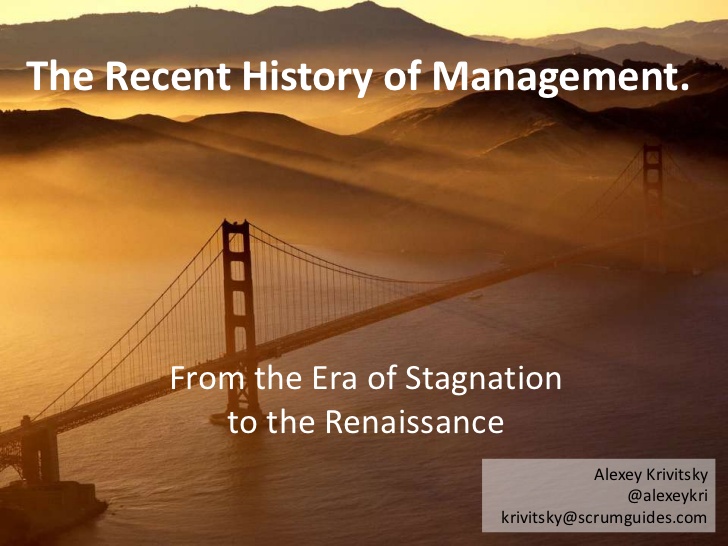 The Recent History of Management.
From the Era of Stagnation
to the Renaissance
Alexey Krivitsky
@alexeykri
krivitsky@scrumguides.com